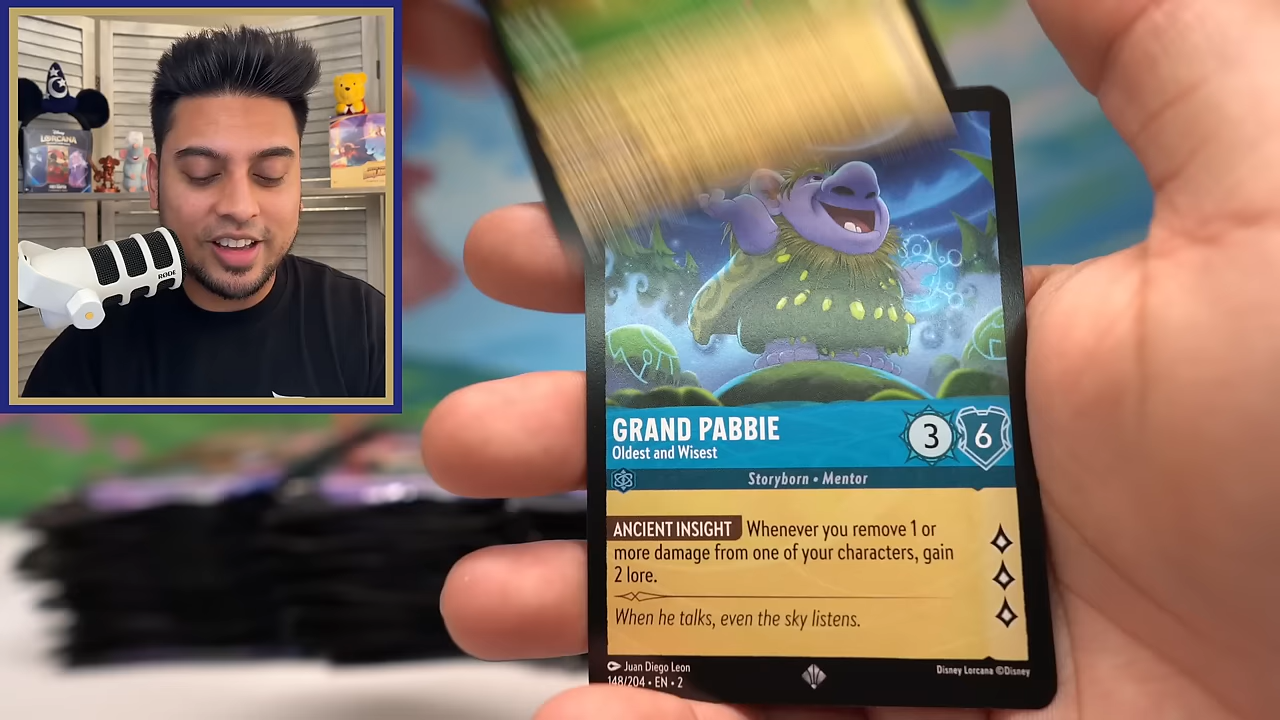 Disney
LORCANA
RØDE
GRAND PABBIE
3
6
Oldest and Wisest
Storyborn • Mentor
ANCIENT INSIGHT Whenever you remove 1 or
more damage from one of your characters, gain
2 lore.
When he talks, even the sky listens.
Juan Diego Leon
Disney Lorcana ©Disney
148/204 • EN • 2